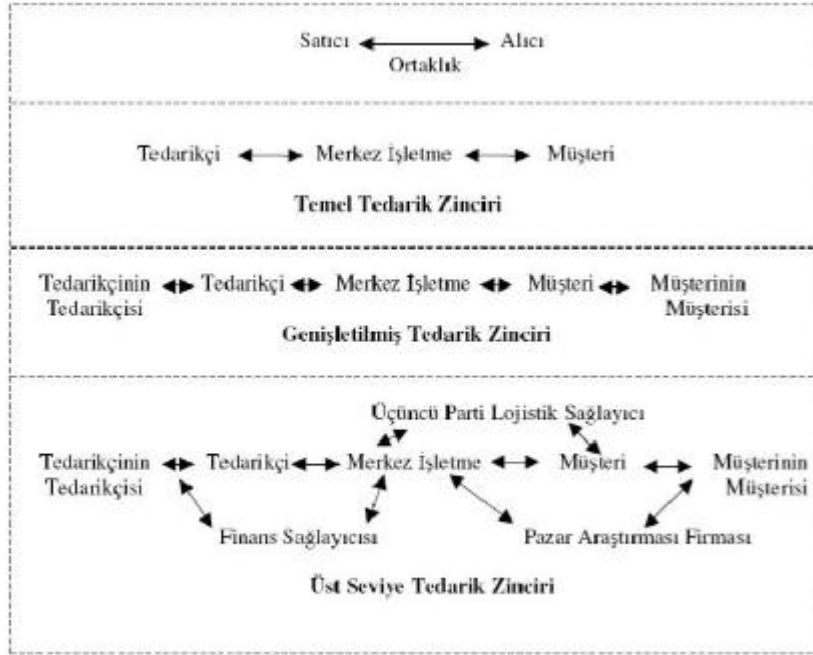 Satıcı Alıcı
Ortaklık
Tedarikçi Merkez İşletme Müşteri
Temel Tedarik Zinciri
Tedarikçinin Tedarikçi Merkez İşletme Müşteri Müşterinin
Tedarikçisi Müşterisi
Genişletilmiş Tedarik Zinciri
Üçüncü Parti Lojistik Sağlayıcı
Tedarikçinin Tedarikçi Merkez İşletme Müşteri Müşterinin
Tedarikçisi Müşterisi
Finans Sağlayıcısı Pazar Araştırması Firması
Üst Seviye Tedarik Zinciri